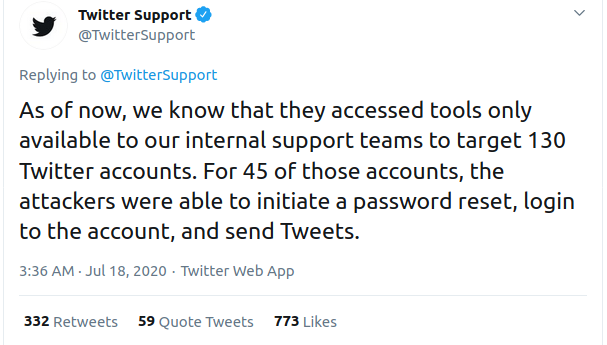 Twitter Support
@TwitterSupport
Replying to @TwitterSupport
As of now, we know that they accessed tools only
available to our internal support teams to target 130
Twitter accounts. For 45 of those accounts, the
attackers were able to initiate a password reset, login
to the account, and send Tweets.
3:36 AM · Jul 18, 2020 · Twitter Web App
332 Retweets 59 Quote Tweets 773 Likes